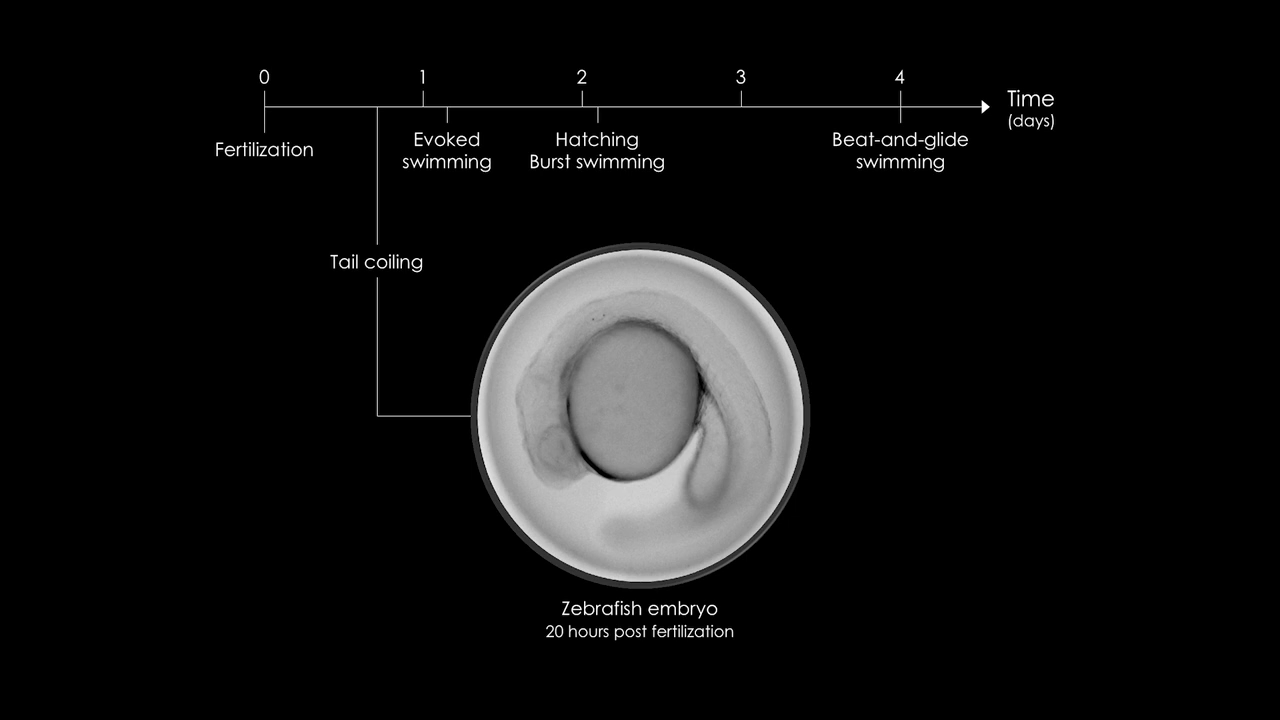 0
1
2
3
4
Time
(days)
Fertilization
Evoked
swimming
Hatching
Burst swimming
Beat-and-glide
swimming
Tail coiling
Zebrafish embryo
20 hours post fertilization